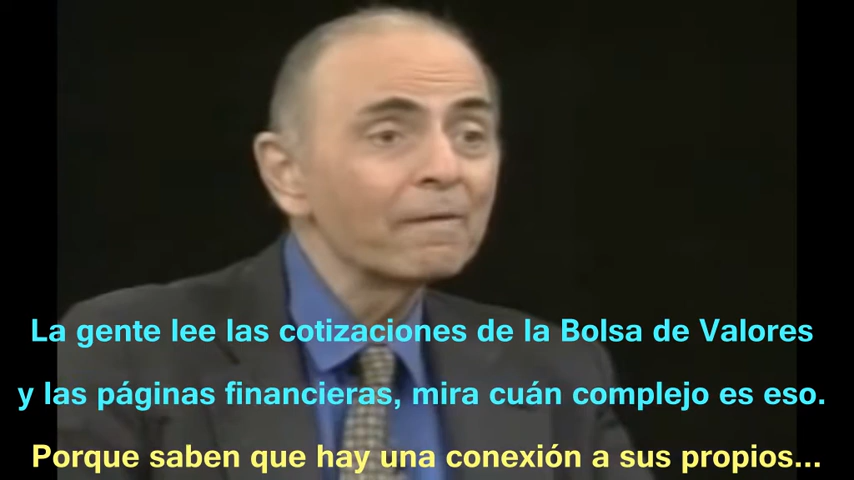 La gente lee las cotizaciones de la Bolsa de Valores
y las páginas financieras, mira cuán complejo es eso.
Porque saben que hay una conexión a sus propios...